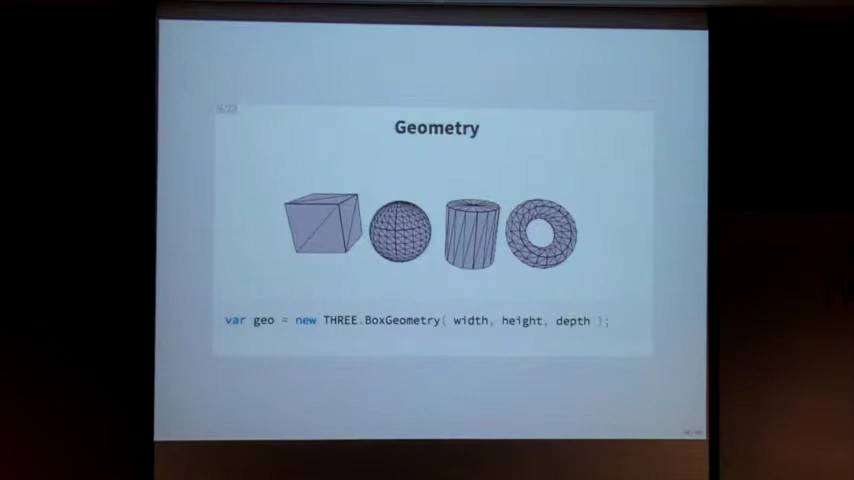 Geometry
var geo = new THREE.BoxGeometry( width, height, depth );